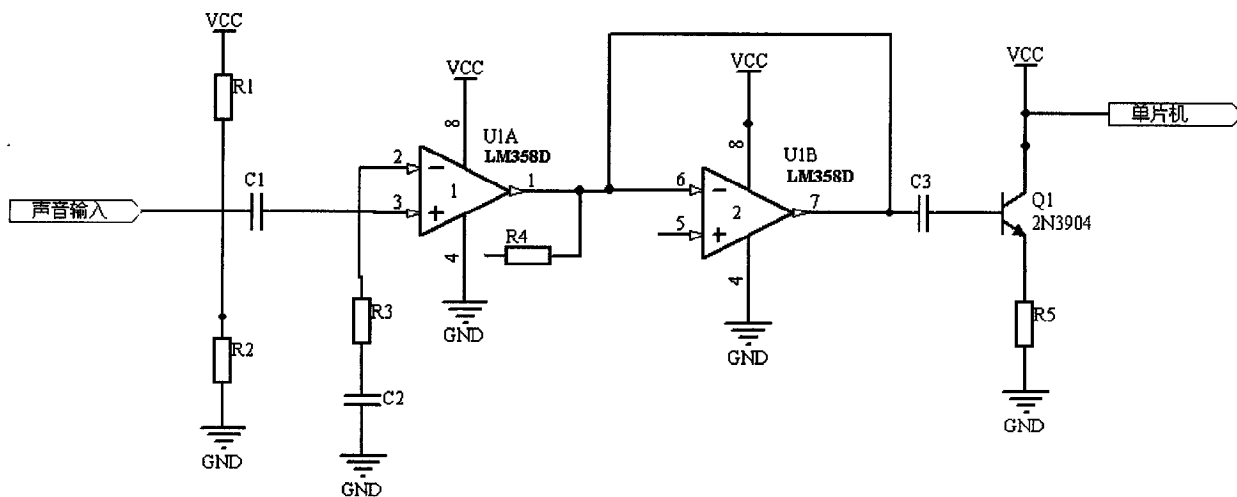 VCC
R1
VCC
VCC
VCC
单片机
8
U1A
LM358D
2
1
1
3
8
U1B
LM358D
6
2
7
5
C1
声音输入
C3
Q1
2N3904
R4
4
4
R3
GND
GND
R5
R2
C2
GND
GND
GND